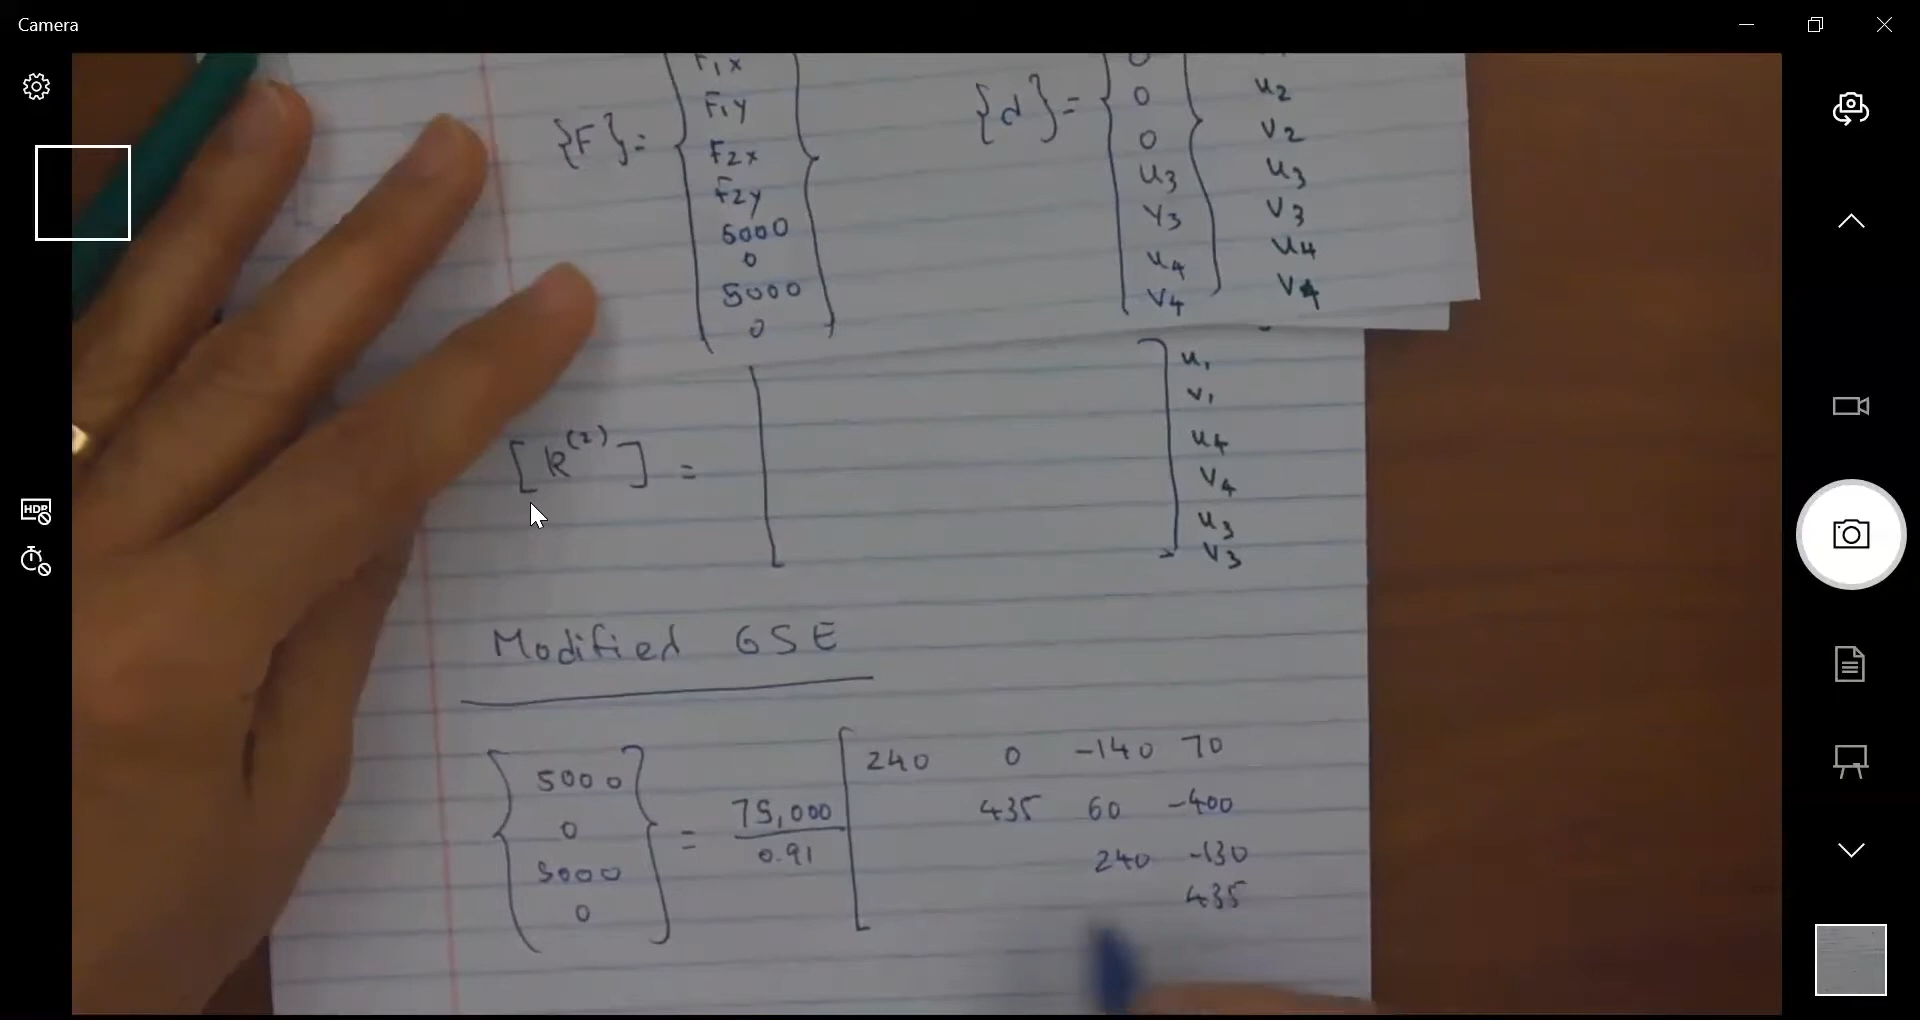 Camera
F1x
F1y
{F}=
F2x
F2y
5000
0
5000
0
{d}=
0
0
0
u3
v3
u4
v4
u2
v2
u3
v3
u4
v4
[k(2)] =
u1
v1
u4
v4
u3
v3
Modified GSE
5000
0
5000
0
= 75,000
0.91
240 0 -140 70
435 60 -400
240 -130
435
HDR